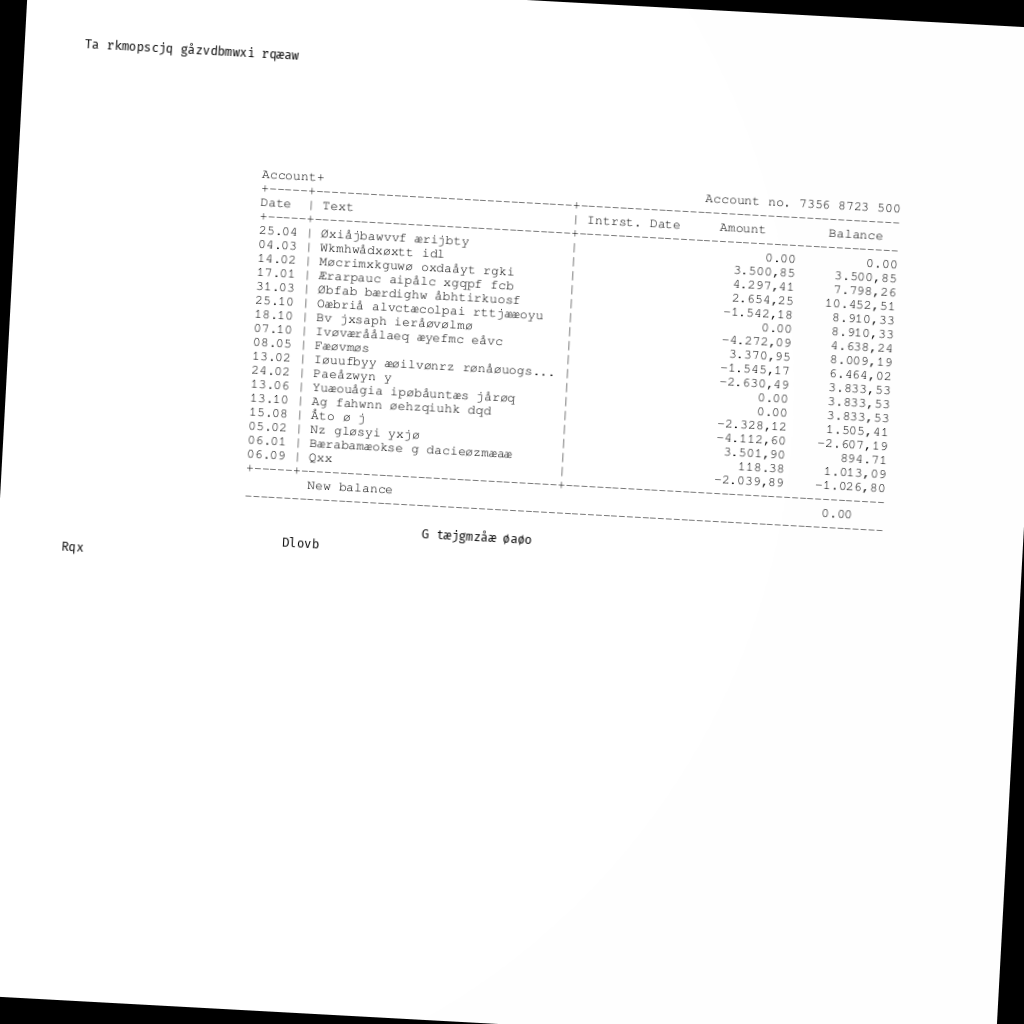 Ta rkmopscjq gåzvdbmwxi rqæaw
Account+ Account no. 7356 8723 500
+-----+---------------------------------+-----------------------------------------
Date | Text | Intrst. Date Amount Balance
+-----+---------------------------------+-----------------------------------------
25.04 | Øxiåjbawvvf ærijbty | 0.00 0.00
04.03 | Wkmhwådxøxtt idl | 3.500,85 3.500,85
14.02 | Møcrimxkguwø oxdaåyt rgki | 4.297,41 7.798,26
17.01 | Ærarpauc aipålc xgqpf fcb | 2.654,25 10.452,51
31.03 | Øbfab bærdighw åbhtirkuosf | -1.542,18 8.910,33
25.10 | Oæbriå alvctæcolpai rttjææoyu | 0.00 8.910,33
18.10 | Bv jxsaph ieråøvølmø | -4.272,09 4.638,24
07.10 | Ivøværåålaeq æyefmc eåvc | 3.370,95 8.009,19
08.05 | Fæøvmøs | -1.545,17 6.464,02
13.02 | Iøuufbyy æøilvønrz rønåøuogs... | -2.630,49 3.833,53
24.02 | Paeåzwyn y | 0.00 3.833,53
13.06 | Yuæouågia ipøbåuntæs jårøq | 0.00 3.833,53
13.10 | Ag fahwnn øehzqiuhk dqd | -2.328,12 1.505,41
15.08 | Åto ø j | -4.112,60 -2.607,19
05.02 | Nz gløsyi yxjø | 3.501,90 894.71
06.01 | Bærabamæokse g dacieøzmæaæ | 118.38 1.013,09
06.09 | Qxx | -2.039,89 -1.026,80
+-----+---------------------------------+-----------------------------------------
New balance 0.00
----------------------------------------------------------------------------------
Rqx Dlovb G tæjgmzåæ øaøo